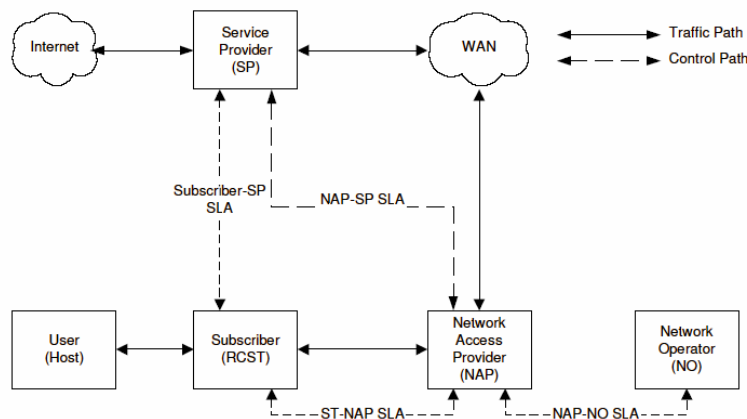 Internet
Service
Provider
(SP)
WAN
Traffic Path
Control Path
Subscriber-SP
SLA
NAP-SP SLA
User
(Host)
Subscriber
(RCST)
Network
Access
Provider
(NAP)
Network
Operator
(NO)
ST-NAP SLA
NAP-NO SLA